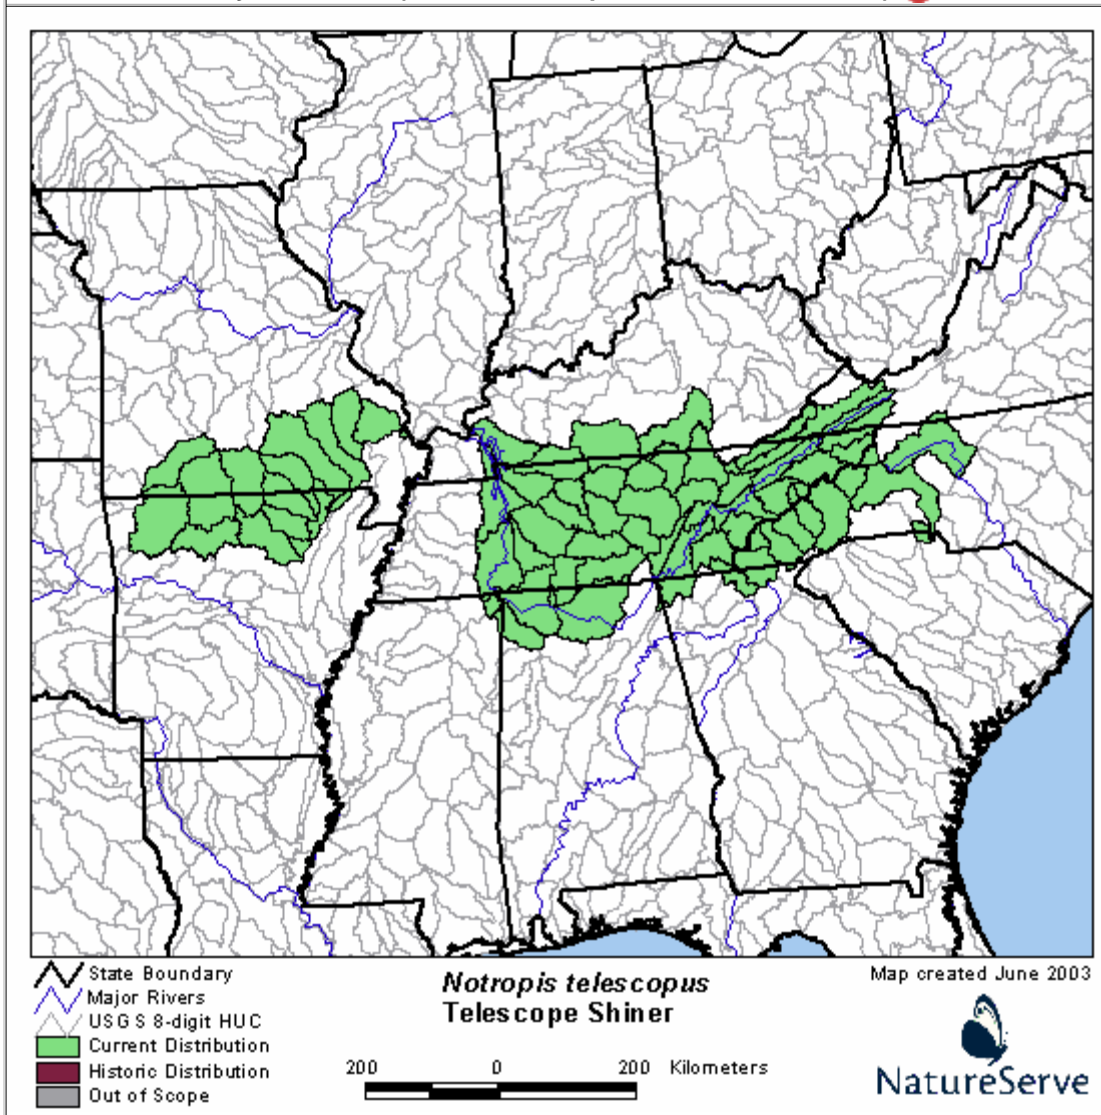 State Boundary
Major Rivers
USGS 8-digit HUC
Current Distribution
Historic Distribution
Out of Scope
Notropis telescopus
Telescope Shiner
200 0 200 Kilometers
Map created June 2003
NatureServe